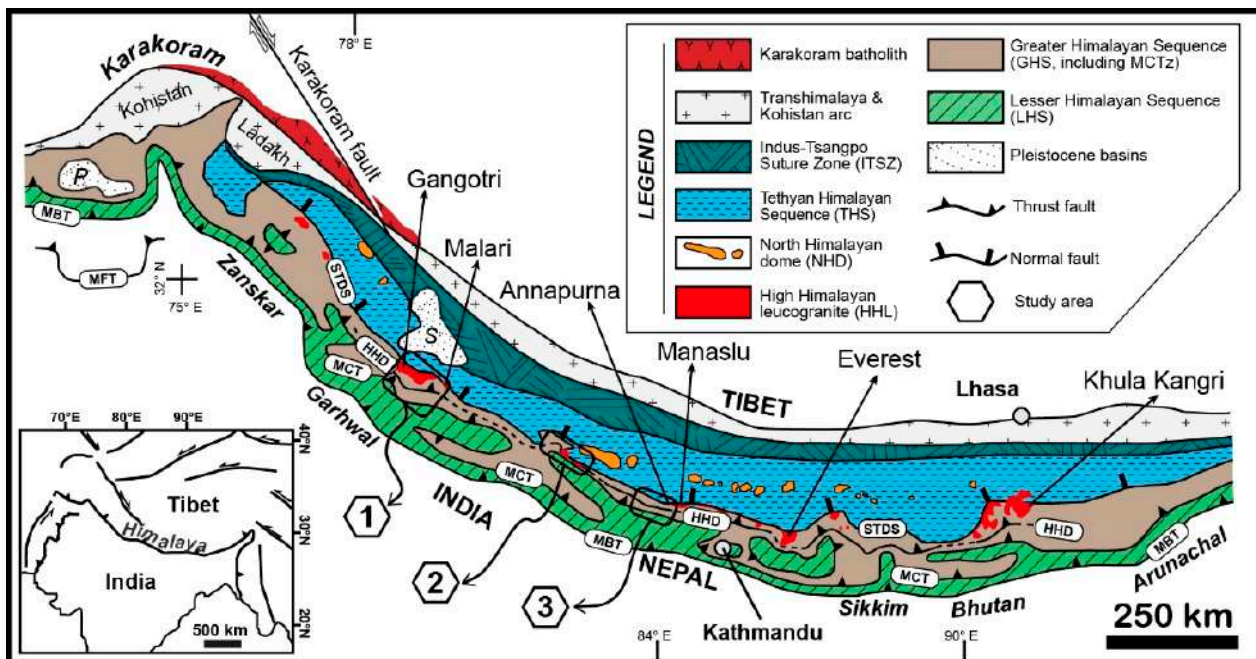 78° E
Karakoram
Kohistan
Ladakh
Karakoram fault
P
MBT
MFT
32° N
75° E
Zanskar
STDS
S
Gangotri
Malari
Annapurna
Manaslu
Everest
Lhasa
Khula Kangri
TIBET
HHD
MCT
Garhwal
INDIA
MCT
MBT
NEPAL
HHD
STDS
HHD
MCT
MBT
Sikkim
Bhutan
Arunachal
Kathmandu
84° E
90° E
250 km
1
2
3
LEGEND
Karakoram batholith
Transhimalaya &
Kohistan arc
Indus-Tsangpo
Suture Zone (ITSZ)
Tethyan Himalayan
Sequence (THS)
North Himalayan
dome (NHD)
High Himalayan
leucogranite (HHL)
Greater Himalayan Sequence
(GHS, including MCTz)
Lesser Himalayan Sequence
(LHS)
Pleistocene basins
Thrust fault
Normal fault
Study area
70°E
80°E
90°E
40°N
30°N
20°N
Tibet
Himalaya
India
500 km